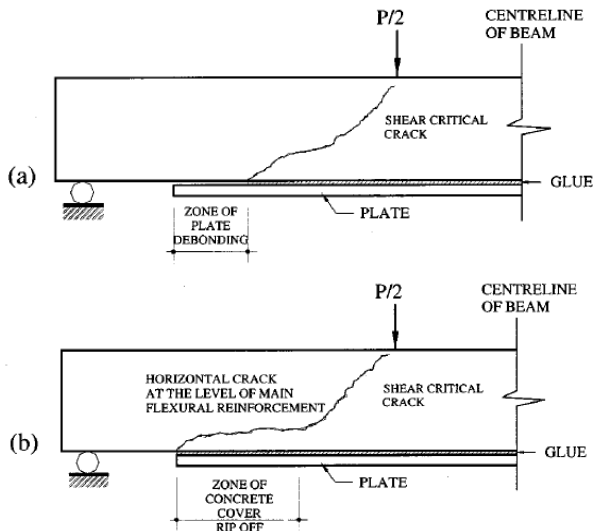 P/2
CENTRELINE
OF BEAM
SHEAR CRITICAL
CRACK
(a)
GLUE
PLATE
ZONE OF
PLATE
DEBONDING
P/2
CENTRELINE
OF BEAM
HORIZONTAL CRACK
AT THE LEVEL OF MAIN
FLEXURAL REINFORCEMENT
SHEAR CRITICAL
CRACK
(b)
GLUE
PLATE
ZONE OF
CONCRETE
COVER
RIP OFF